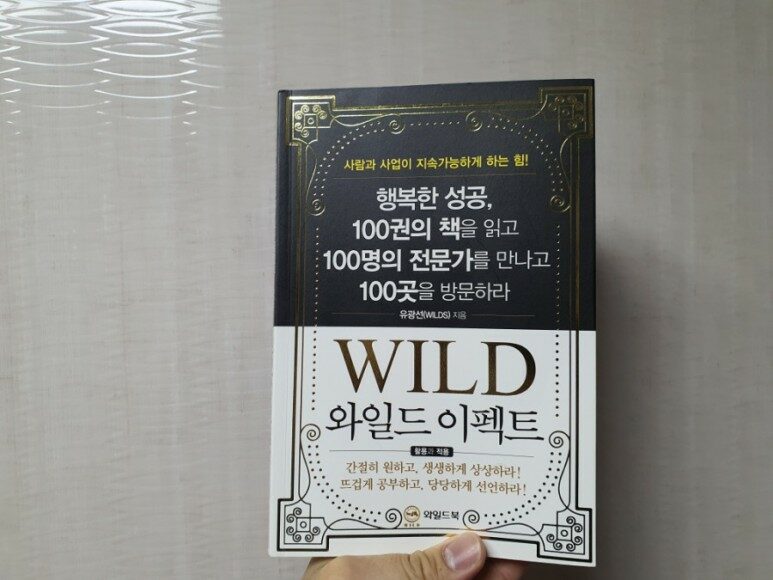 사람과 사업이 지속가능하게 하는 힘!
행복한 성공,
100권의 책을 읽고
100명의 전문가를 만나고
100곳을 방문하라
유광선(WILDS) 지음
WILD
와일드 이펙트
활용과 적용
간절히 원하고, 생생하게 상상하라!
뜨겁게 공부하고, 당당하게 선언하라!
와일드북
WILD